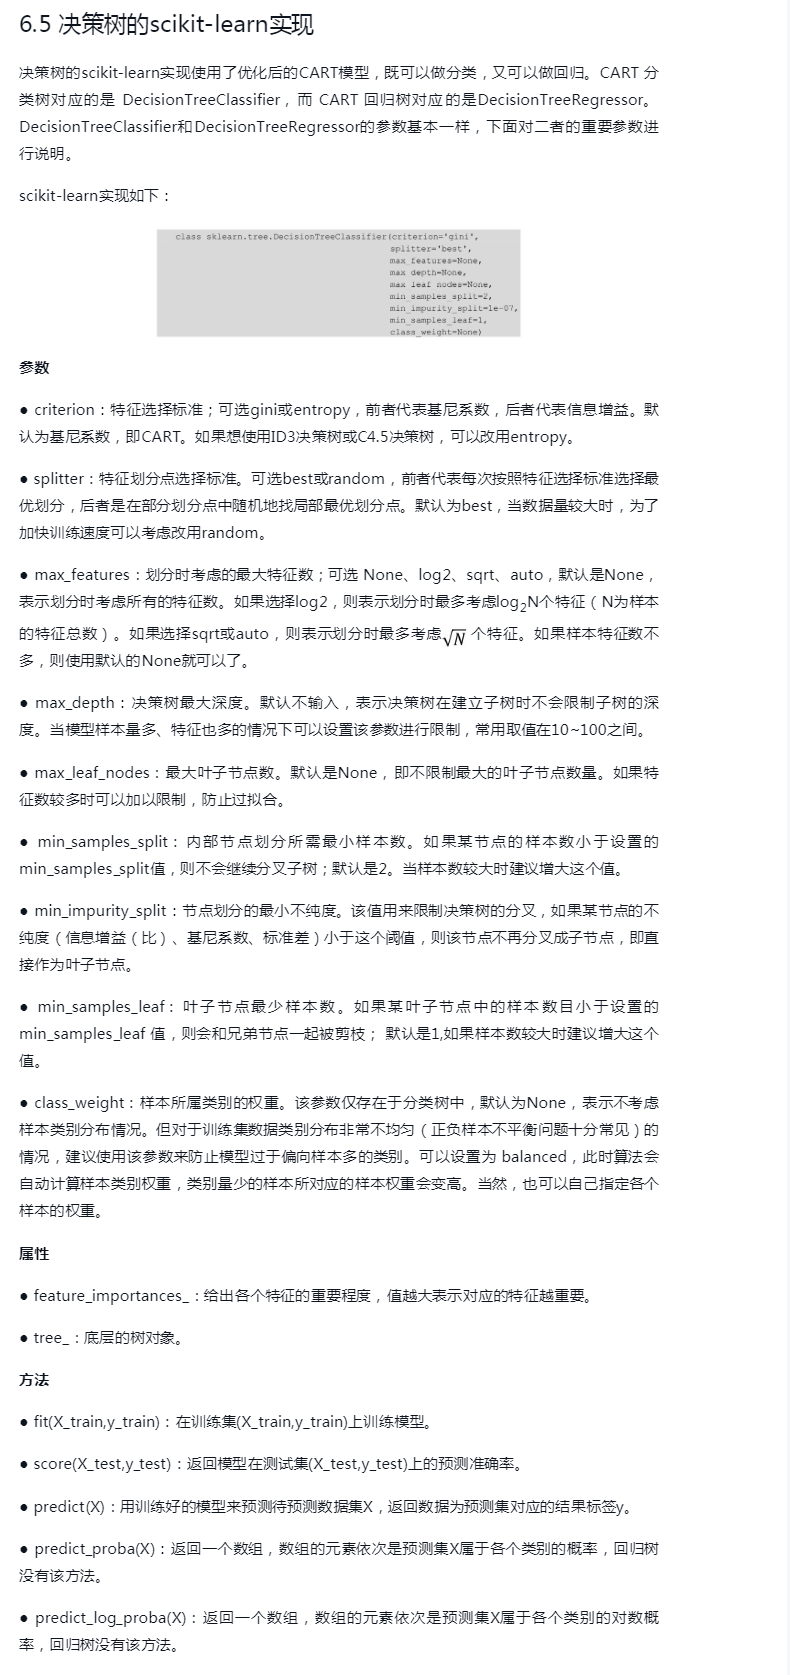 6.5 决策树的scikit-learn实现
决策树的scikit-learn实现使用了优化后的CART模型，既可以做分类，又可以做回归。CART 分
类树对应的是 DecisionTreeClassifier，而 CART 回归树对应的是DecisionTreeRegressor。
DecisionTreeClassifier和DecisionTreeRegressor的参数基本一样，下面对二者的重要参数进
行说明。
scikit-learn实现如下：
class sklearn.tree.DecisionTreeClassifier(criterion='gini',
splitter='best',
max_features=None,
max_depth=None,
max_leaf_nodes=None,
min_samples_split=2,
min_impurity_split=1e-07,
min_samples_leaf=1,
class_weight=None)
参数
● criterion：特征选择标准；可选gini或entropy，前者代表基尼系数，后者代表信息增益。默
认为基尼系数，即CART。如果想使用ID3决策树或C4.5决策树，可以改用entropy。
● splitter：特征划分点选择标准。可选best或random，前者代表每次按照特征选择标准选择最
优划分，后者是在部分划分点中随机地找局部最优划分点。默认为best，当数据量较大时，为了
加快训练速度可以考虑改用random。
● max_features：划分时考虑的最大特征数；可选 None、log2、sqrt、auto，默认是None，
表示划分时考虑所有的特征数。如果选择log2，则表示划分时最多考虑log₂N个特征（N为样本
的特征总数）。如果选择sqrt或auto，则表示划分时最多考虑√N 个特征。如果样本特征数不
多，则使用默认的None就可以了。
● max_depth：决策树最大深度。默认不输入，表示决策树在建立子树时不会限制子树的深
度。当模型样本量多、特征也多的情况下可以设置该参数进行限制，常用取值在10~100之间。
● max_leaf_nodes：最大叶子节点数。默认是None，即不限制最大的叶子节点数量。如果特
征数较多时可以加以限制，防止过拟合。
● min_samples_split：内部节点划分所需最小样本数。如果某节点的样本数小于设置的
min_samples_split值，则不会继续分叉子树；默认是2。当样本数较大时建议增大这个值。
● min_impurity_split：节点划分的最小不纯度。该值用来限制决策树的分叉，如果某节点的不
纯度（信息增益（比）、基尼系数、标准差）小于这个阈值，则该节点不再分叉成子节点，即直
接作为叶子节点。
● min_samples_leaf：叶子节点最少样本数。如果某叶子节点中的样本数目小于设置的
min_samples_leaf 值，则会和兄弟节点一起被剪枝； 默认是1,如果样本数较大时建议增大这个
值。
● class_weight：样本所属类别的权重。该参数仅存在于分类树中，默认为None，表示不考虑
样本类别分布情况。但对于训练集数据类别分布非常不均匀（正负样本不平衡问题十分常见）的
情况，建议使用该参数来防止模型过于偏向样本多的类别。可以设置为 balanced，此时算法会
自动计算样本类别权重，类别量少的样本所对应的样本权重会变高。当然，也可以自己指定各个
样本的权重。
属性
● feature_importances_：给出各个特征的重要程度，值越大表示对应的特征越重要。
● tree_：底层的树对象。
方法
● fit(X_train,y_train)：在训练集(X_train,y_train)上训练模型。
● score(X_test,y_test)：返回模型在测试集(X_test,y_test)上的预测准确率。
● predict(X)：用训练好的模型来预测待预测数据集X，返回数据为预测集对应的结果标签y。
● predict_proba(X)：返回一个数组，数组的元素依次是预测集X属于各个类别的概率，回归树
没有该方法。
● predict_log_proba(X)：返回一个数组，数组的元素依次是预测集X属于各个类别的对数概
率，回归树没有该方法。